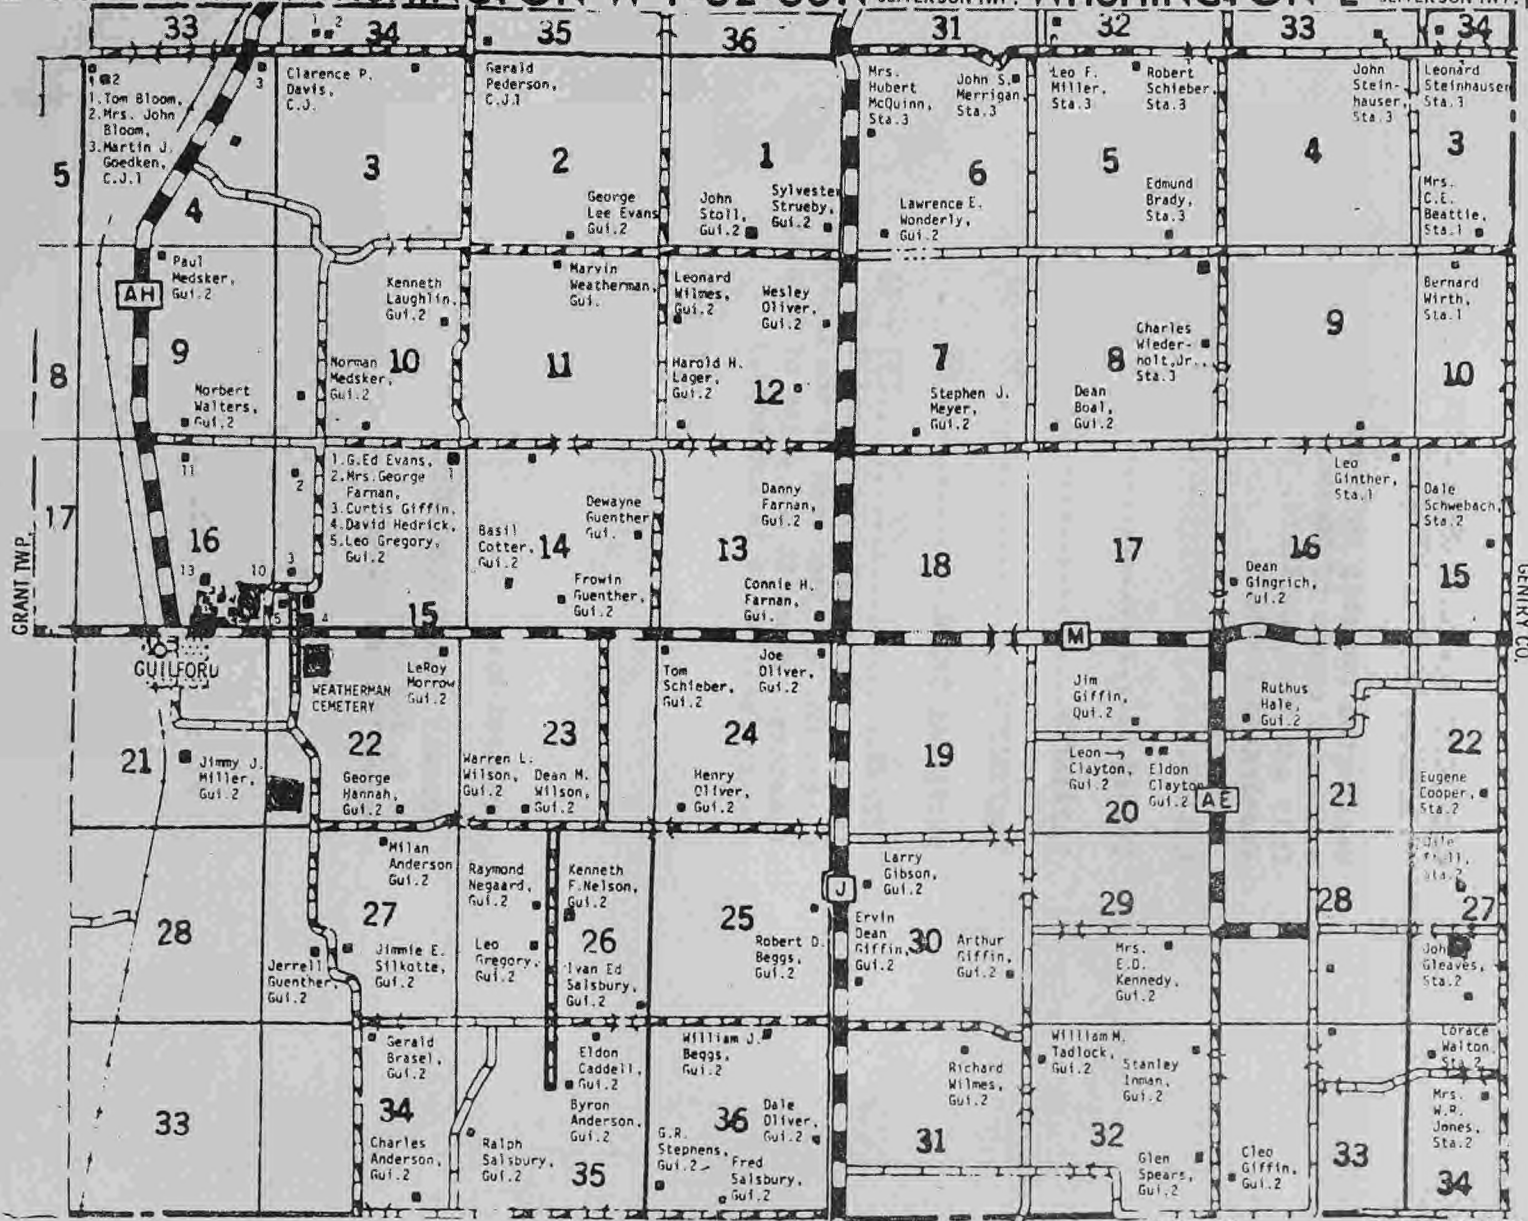 33
34
35
36
31
32
33
34
1
2
1
2
1.Tom Bloom,
2.Mrs. John
Bloom,
3.Martin J.
Goedken,
C.J.1
3
Clarence P.
Davis,
C.J.
Gerald
Pederson,
C.J.1
Mrs.
Hubert
McQuinn,
Sta.3
John S.
Merrigan,
Sta.3
Leo F.
Miller,
Sta.3
Robert
Schieber,
Sta.3
John
Stein-
hauser,
Sta.3
Leonard
Steinhauser
Sta.3
5
4
3
2
1
6
5
4
3
George
Lee Evans
Gui.2
John
Stoll,
Gui.2
Sylvester
Strueby,
Gui.2
Lawrence E.
Wonderly,
Gui.2
Edmund
Brady,
Sta.3
Mrs.
C.E.
Beattie,
Sta.1
AH
Paul
Medsker,
Gui.2
Kenneth
Laughlin,
Gui.2
Marvin
Weatherman,
Gui.
Leonard
Wilmes,
Gui.2
Wesley
Oliver,
Gui.2
Charles
Wieder-
holt,Jr.,
Sta.3
Bernard
Wirth,
Sta.1
8
9
10
11
12
7
8
9
10
Norbert
Walters,
Gui.2
Norman
Medsker,
Gui.2
Harold H.
Lager,
Gui.2
Stephen J.
Meyer,
Gui.2
Dean
Boal,
Gui.2
11
2
1.G.Ed Evans,
2.Mrs.George
Farnan,
3.Curtis Giffin,
4.David Hedrick,
5.Leo Gregory,
Gui.2
1
Basil
Cotter,
Gui.2
Dewayne
Guenther
Gui.
Frowin
Guenther,
Gui.2
Danny
Farnan,
Gui.2
Connie H.
Farnan,
Gui.
Leo
Ginther,
Sta.1
Dale
Schwebach,
Sta.2
Dean
Gingrich,
Gui.2
17
16
15
14
13
18
17
16
15
13
10
3
5
4
GRANT TWP.
GENTRY CO.
GUILFORD
M
WEATHERMAN
CEMETERY
LeRoy
Morrow
Gui.2
Tom
Schieber,
Gui.2
Joe
Oliver,
Gui.2
Jim
Giffin,
Qui.2
Ruthus
Hale,
Gui.2
21
22
23
24
19
20
21
22
Jimmy J.
Miller,
Gui.2
George
Hannah,
Gui.2
Warren L.
Wilson,
Gui.2
Dean M.
Wilson,
Gui.2
Henry
Oliver,
Gui.2
Leon→
Clayton,
Gui.2
Eldon
Clayton
Gui.2
AE
Eugene
Cooper,
Sta.2
Milan
Anderson
Gui.2
Raymond
Negaard,
Gui.2
Kenneth
F.Nelson,
Gui.2
J
Larry
Gibson,
Gui.2
28
27
26
25
30
29
28
27
Jerrell
Guenther,
Gui.2
Jimmie E.
Silkotte,
Gui.2
Leo
Gregory,
Gui.2
Ivan Ed
Salsbury,
Gui.2
Robert D.
Beggs,
Gui.2
Ervin
Dean
Giffin,
Gui.2
Arthur
Giffin,
Gui.2
Mrs.
E.D.
Kennedy,
Gui.2
John
Gleaves,
Sta.2
Gerald
Brasel,
Gui.2
Eldon
Caddell,
Gui.2
William J.
Beggs,
Gui.2
Richard
Wilmes,
Gui.2
William M.
Tadlock,
Gui.2
Stanley
Inman,
Gui.2
Lorace
Walton
Sta.2
33
34
35
36
31
32
33
34
Charles
Anderson,
Gui.2
Ralph
Salsbury,
Gui.2
Byron
Anderson,
Gui.2
G.R.
Stephens,
Gui.2
Dale
Oliver,
Gui.2
Fred
Salsbury,
Gui.2
Glen
Spears,
Gui.2
Cleo
Giffin,
Gui.2
Mrs.
W.R.
Jones,
Sta.2